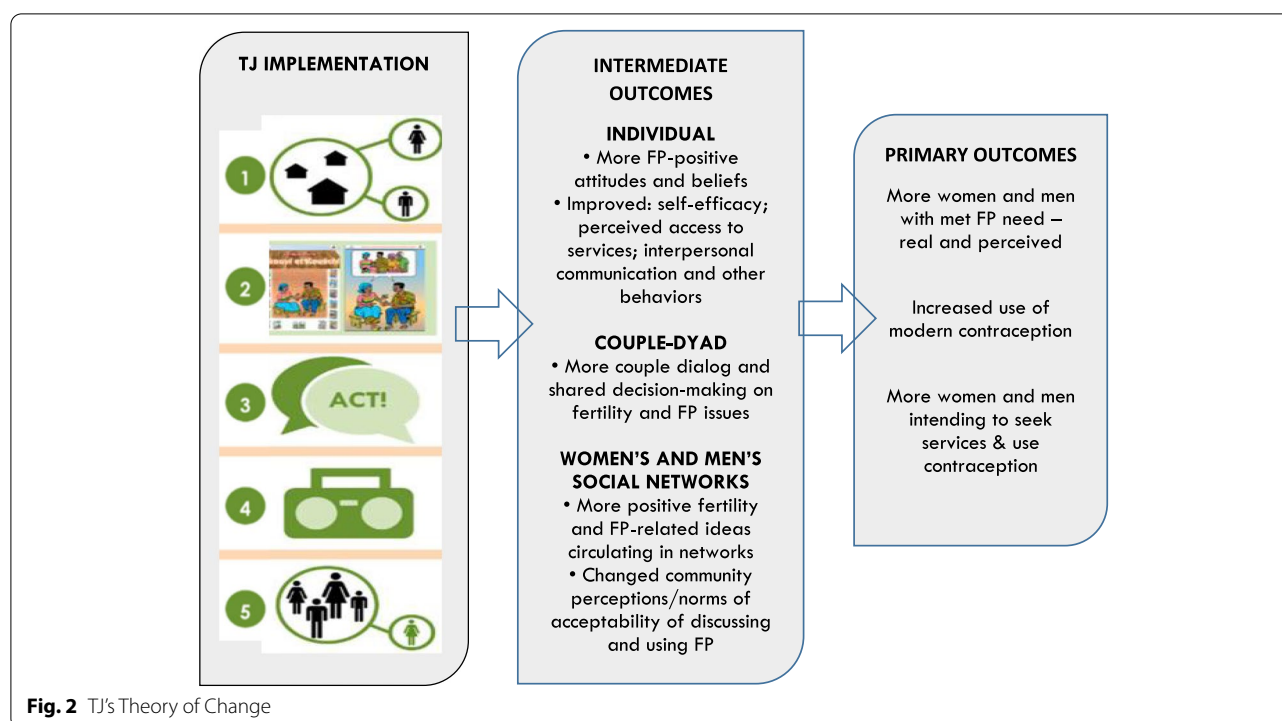 TJ IMPLEMENTATION
1
2
3
ACT!
4
5
INTERMEDIATE
OUTCOMES
INDIVIDUAL
• More FP-positive
attitudes and beliefs
• Improved: self-efficacy;
perceived access to
services; interpersonal
communication and other
behaviors
COUPLE-DYAD
• More couple dialog and
shared decision-making on
fertility and FP issues
WOMEN'S AND MEN'S
SOCIAL NETWORKS
• More positive fertility
and FP-related ideas
circulating in networks
• Changed community
perceptions/norms of
acceptability of discussing
and using FP
PRIMARY OUTCOMES
More women and men
with met FP need –
real and perceived
Increased use of
modern contraception
More women and men
intending to seek
services & use
contraception
Fig. 2 TJ's Theory of Change